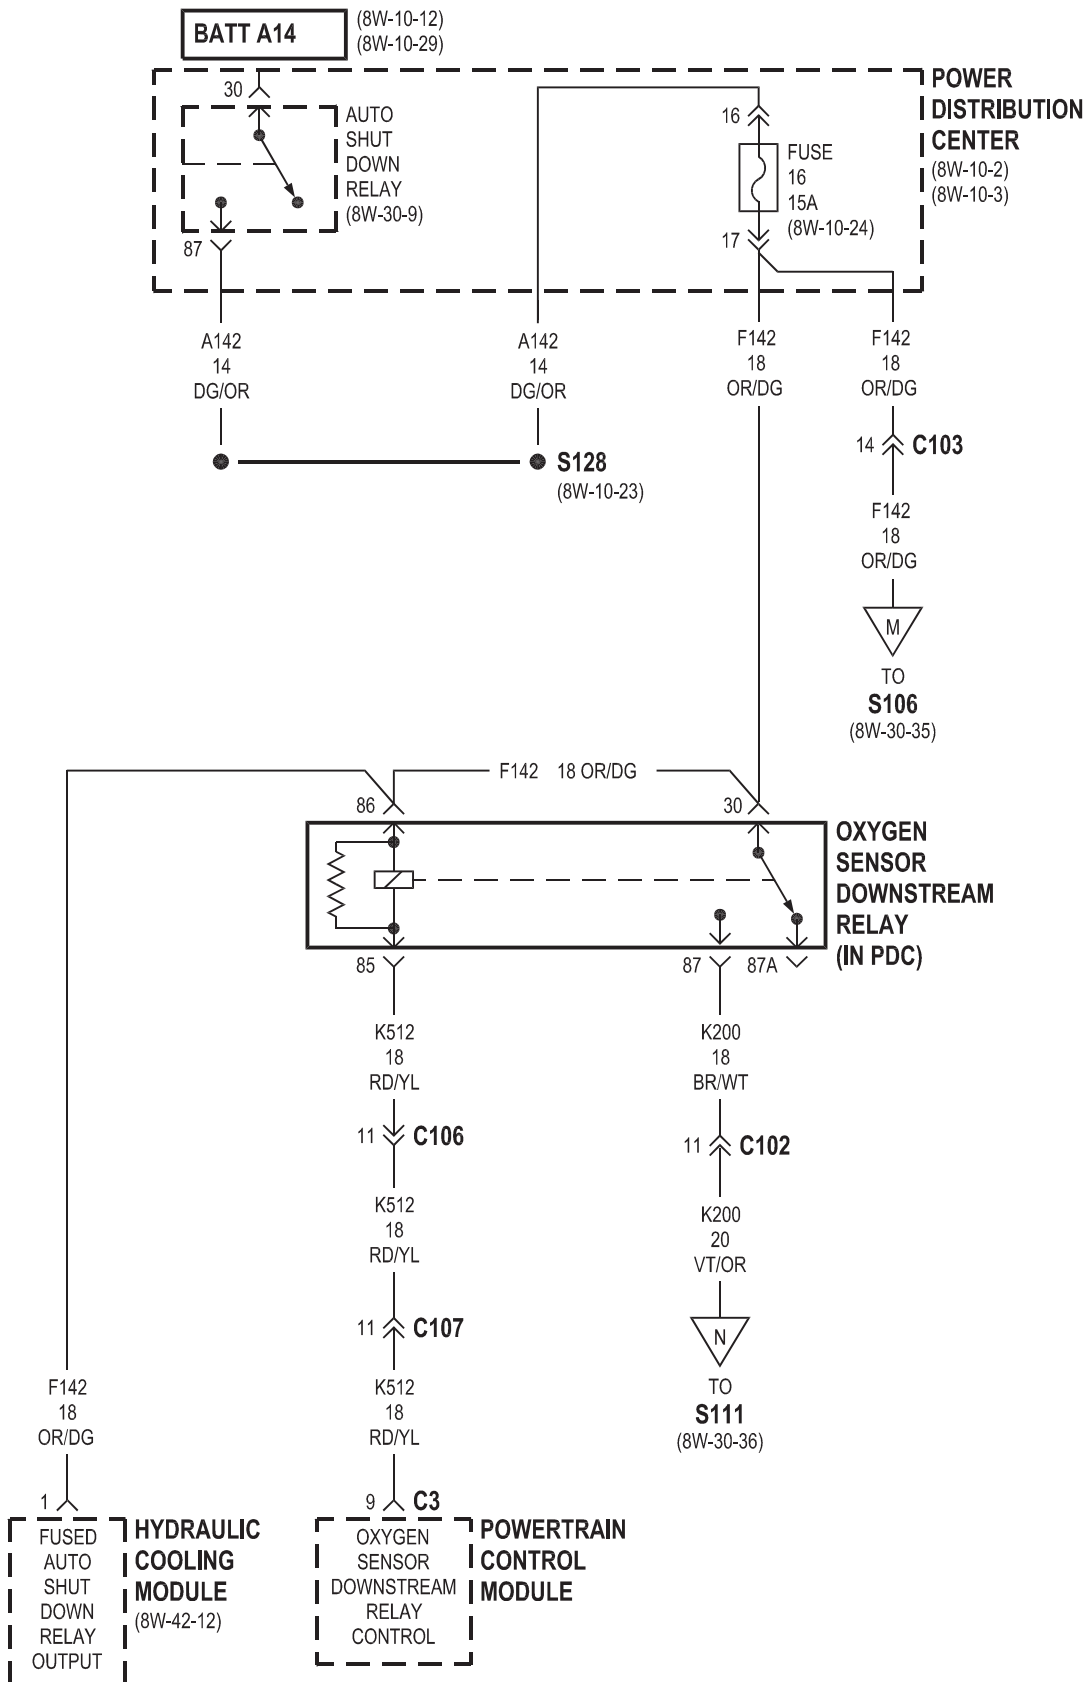 BATT A14
(8W-10-12)
(8W-10-29)
POWER
DISTRIBUTION
CENTER
(8W-10-2)
(8W-10-3)
30
AUTO
SHUT
DOWN
RELAY
(8W-30-9)
87
16
FUSE
16
15A
(8W-10-24)
17
A142
14
DG/OR
A142
14
DG/OR
F142
18
OR/DG
F142
18
OR/DG
S128
(8W-10-23)
14
C103
F142
18
OR/DG
M
TO
S106
(8W-30-35)
F142 18 OR/DG
86
30
OXYGEN
SENSOR
DOWNSTREAM
RELAY
(IN PDC)
85
87
87A
K512
18
RD/YL
K200
18
BR/WT
11
C106
11
C102
K512
18
RD/YL
K200
20
VT/OR
11
C107
N
TO
S111
(8W-30-36)
F142
18
OR/DG
K512
18
RD/YL
1
9
C3
FUSED
AUTO
SHUT
DOWN
RELAY
OUTPUT
HYDRAULIC
COOLING
MODULE
(8W-42-12)
OXYGEN
SENSOR
DOWNSTREAM
RELAY
CONTROL
POWERTRAIN
CONTROL
MODULE